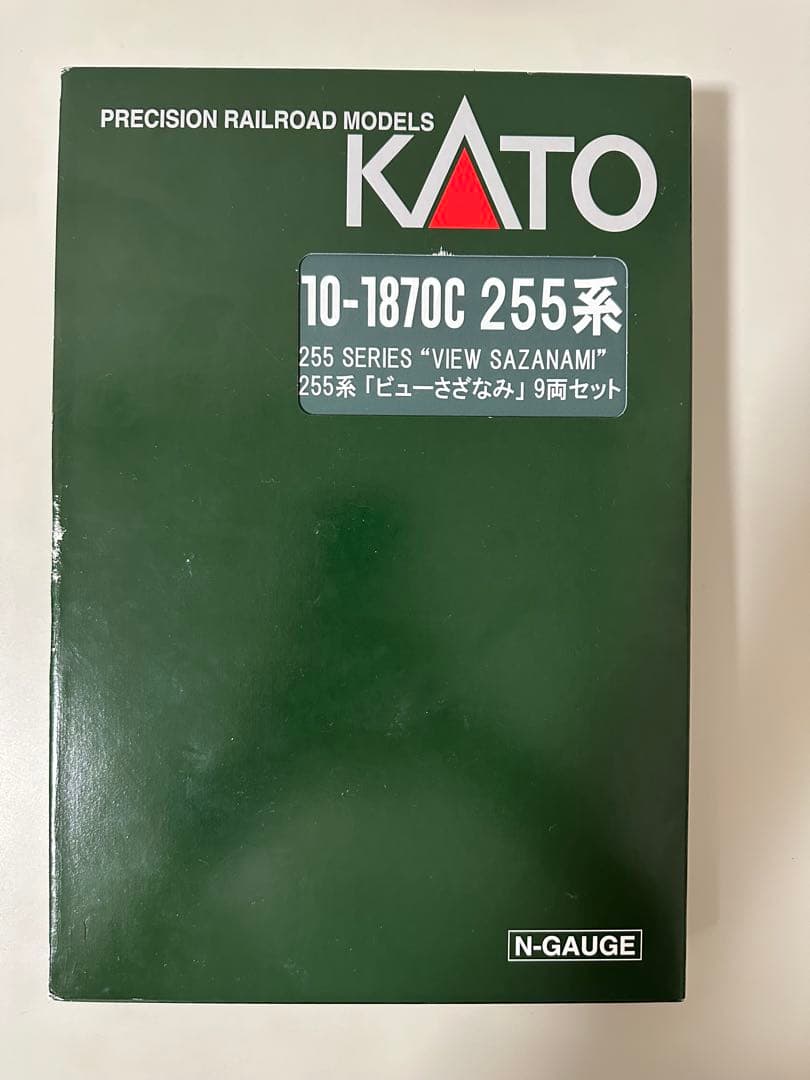 PRECISION RAILROAD MODELS
KATO
10-1870C 255系
255 SERIES “VIEW SAZANAMI”
255系「ビューさざなみ」9両セット
N-GAUGE